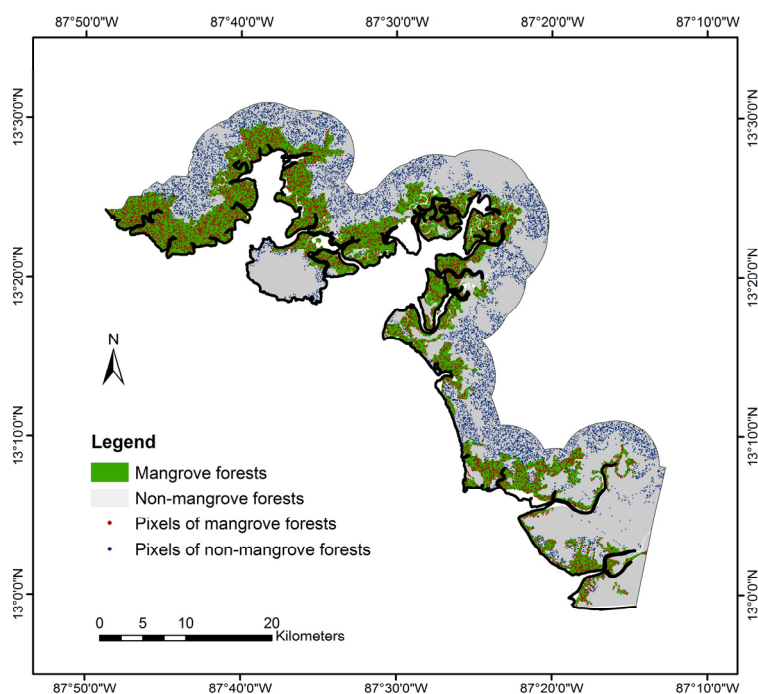 87°50'0"W 87°40'0"W 87°30'0"W 87°20'0"W 87°10'0"W
13°30'0"N 13°30'0"N
13°20'0"N 13°20'0"N
N
13°10'0"N 13°10'0"N
Legend
Mangrove forests
Non-mangrove forests
Pixels of mangrove forests
Pixels of non-mangrove forests
13°0'0"N 13°0'0"N
0 5 10 20
Kilometers
87°50'0"W 87°40'0"W 87°30'0"W 87°20'0"W 87°10'0"W